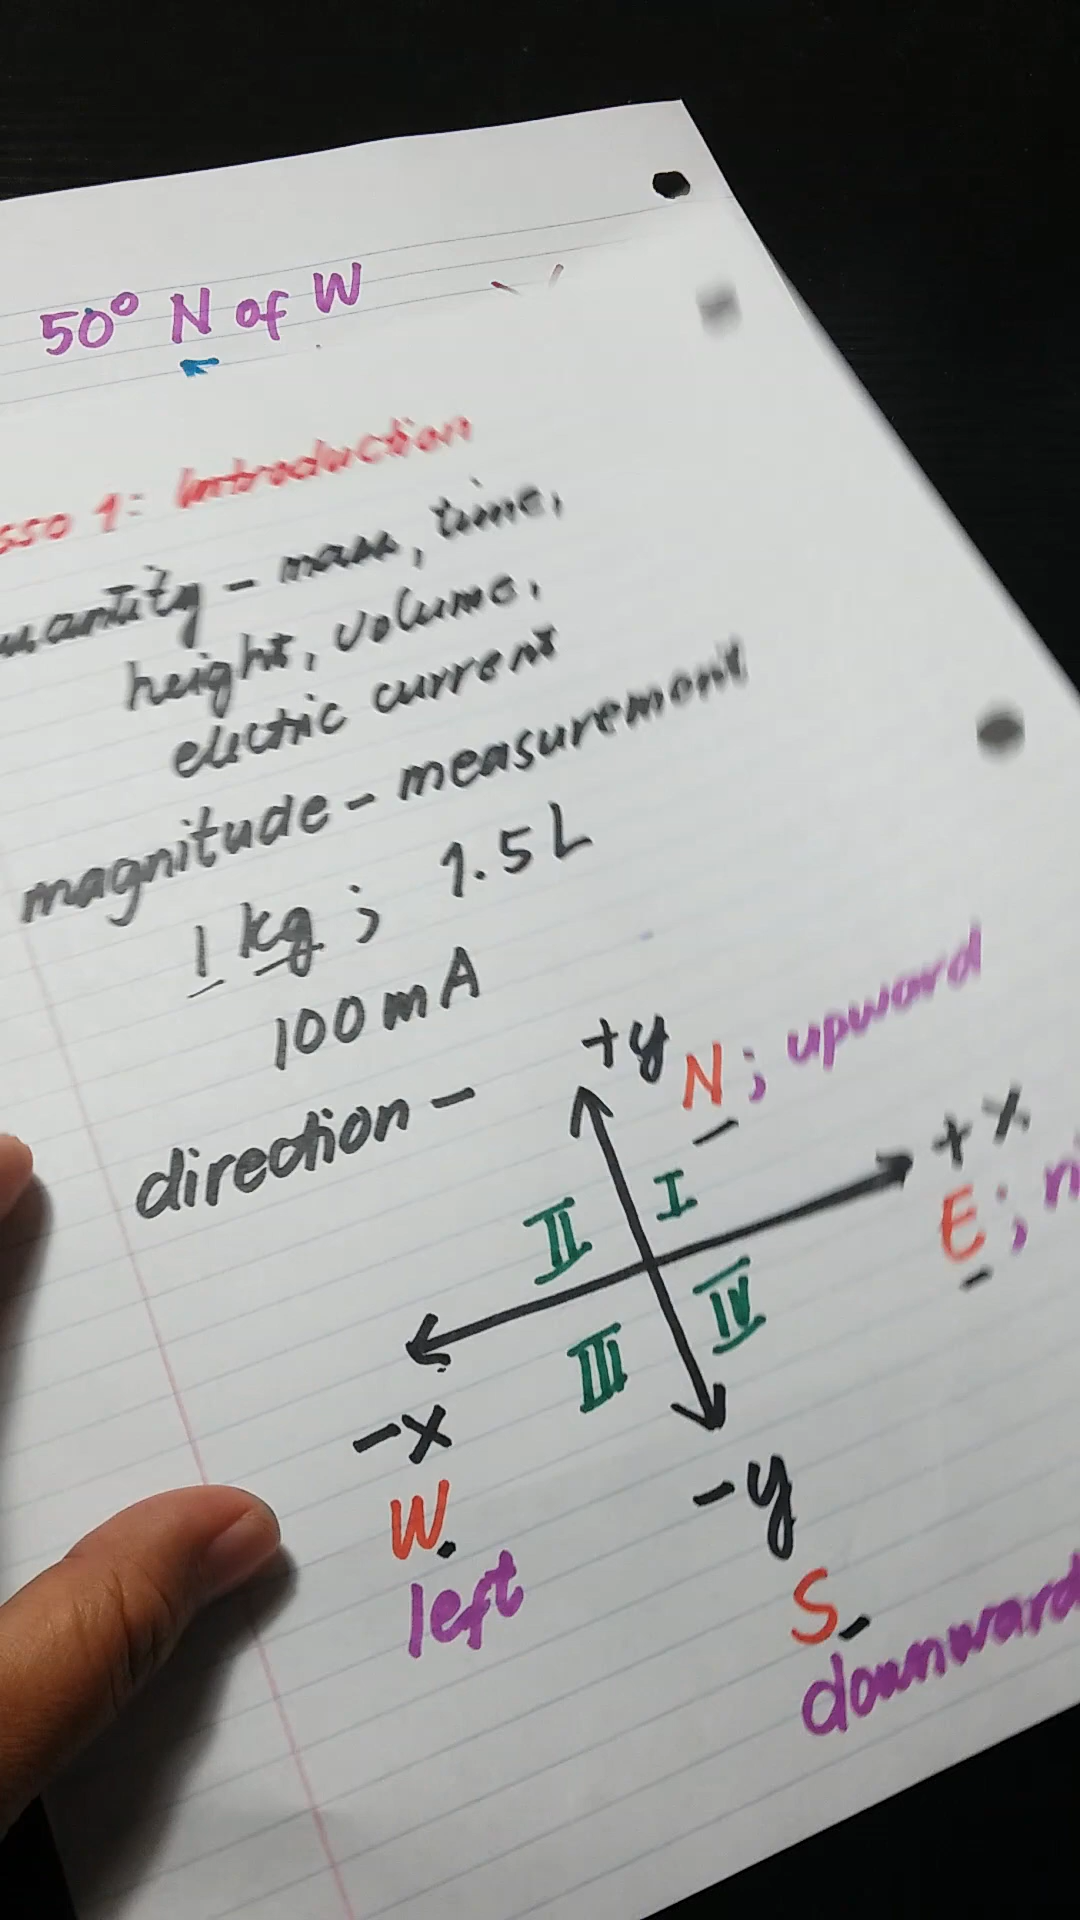 50° N of W
1: Introduction
- mass, time,
height, volume,
electric current
magnitude - measurement
1 kg; 1.5 L
100 mA
direction -
+y N; upward
+x
E;
II I
III IV
-x
W.
left
-y
S
downward